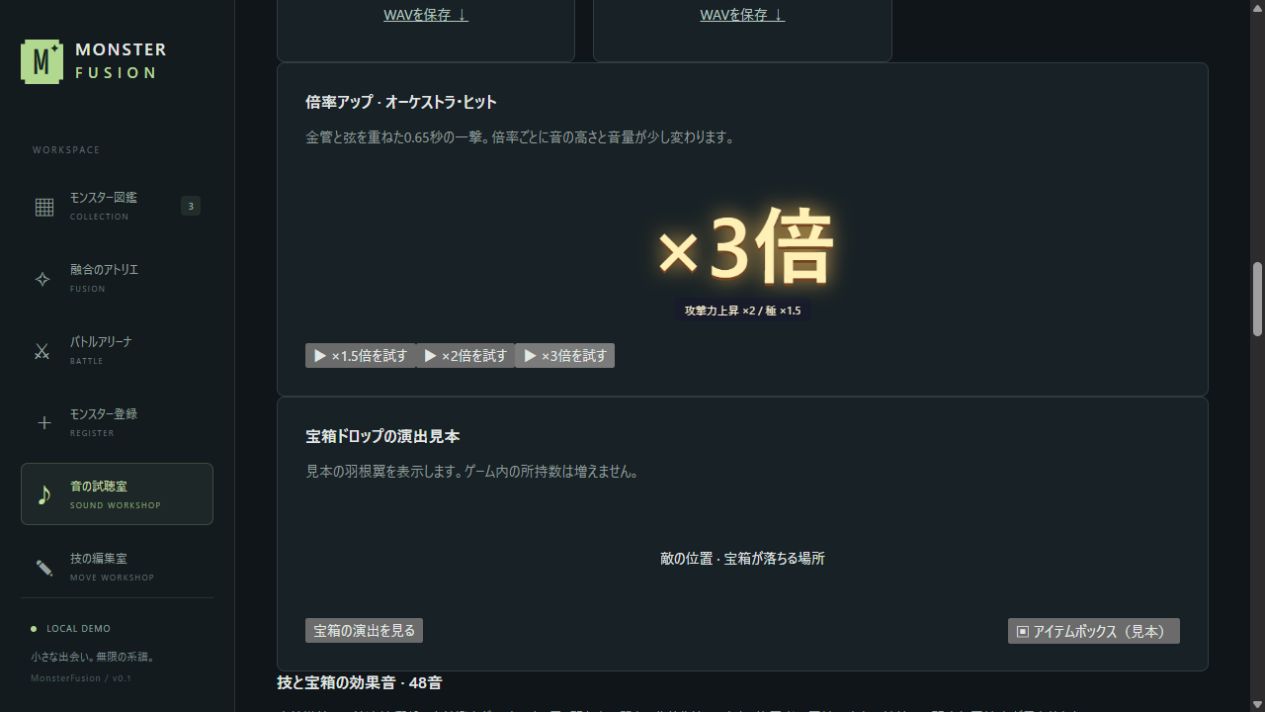 MONSTER
FUSION
WORKSPACE
モンスター図鑑
COLLECTION
3
融合のアトリエ
FUSION
バトルアリーナ
BATTLE
モンスター登録
REGISTER
音の試聴室
SOUND WORKSHOP
技の編集室
MOVE WORKSHOP
LOCAL DEMO
小さな出会い。無限の系譜。
MonsterFusion / v0.1
WAVを保存 ↓
WAVを保存 ↓
倍率アップ · オーケストラ・ヒット
金管と弦を重ねた0.65秒の一撃。倍率ごとに音の高さと音量が少し変わります。
×3倍
攻撃力上昇 ×2 / 極 ×1.5
▶ ×1.5倍を試す ▶ ×2倍を試す ▶ ×3倍を試す
宝箱ドロップの演出見本
見本の羽根翼を表示します。ゲーム内の所持数は増えません。
敵の位置 · 宝箱が落ちる場所
宝箱の演出を見る
▣ アイテムボックス（見本）
技と宝箱の効果音 · 48音